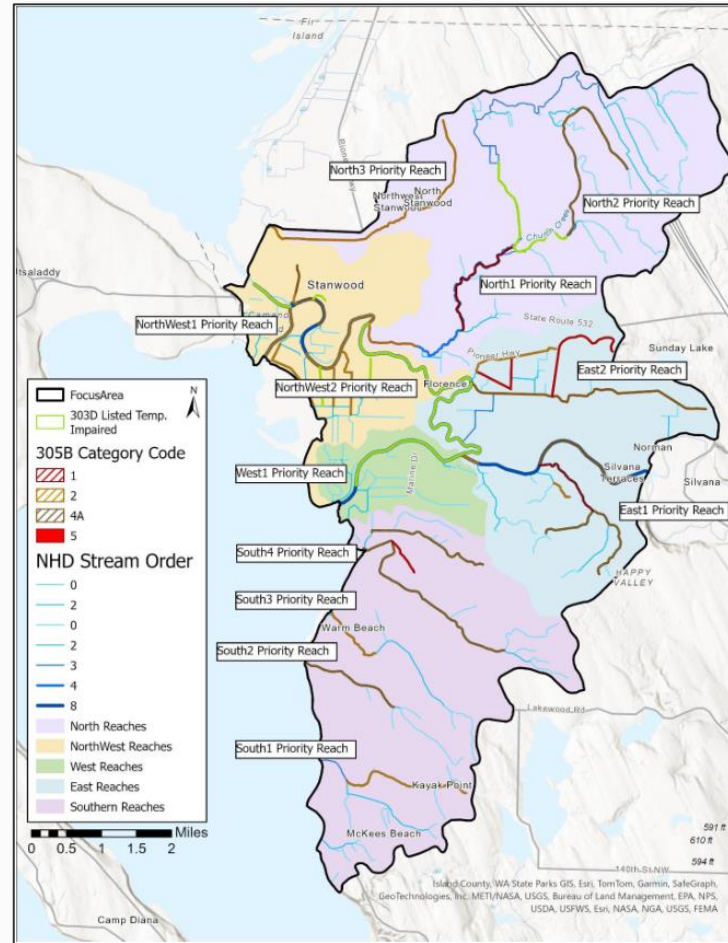 Fir
Island
Pioneer Hwy
North3 Priority Reach
Northwest
Stanwood
North
Stanwood
North2 Priority Reach
Church Creek
Utsaladdy
Stanwood
North1 Priority Reach
NorthWest1 Priority Reach
State Route 532
Pioneer Hwy
Sunday Lake
East2 Priority Reach
NorthWest2 Priority Reach
Florence
Norman
West1 Priority Reach
Marine Dr
Silvana
Terraces
Silvana
East1 Priority Reach
South4 Priority Reach
HAPPY
VALLEY
South3 Priority Reach
Warm Beach
South2 Priority Reach
Lakewood Rd
South1 Priority Reach
Kayak Point
McKees Beach
140th St NW
591 ft
610 ft
594 ft
Camp Diana
FocusArea
N
303D Listed Temp.
Impaired
305B Category Code
1
2
4A
5
NHD Stream Order
0
2
0
2
3
4
8
North Reaches
NorthWest Reaches
West Reaches
East Reaches
Southern Reaches
Miles
0 0.5 1 2
Island County, WA State Parks GIS, Esri, TomTom, Garmin, SafeGraph,
GeoTechnologies, Inc, METI/NASA, USGS, Bureau of Land Management, EPA, NPS,
USDA, USFWS, Esri, NASA, NGA, USGS, FEMA